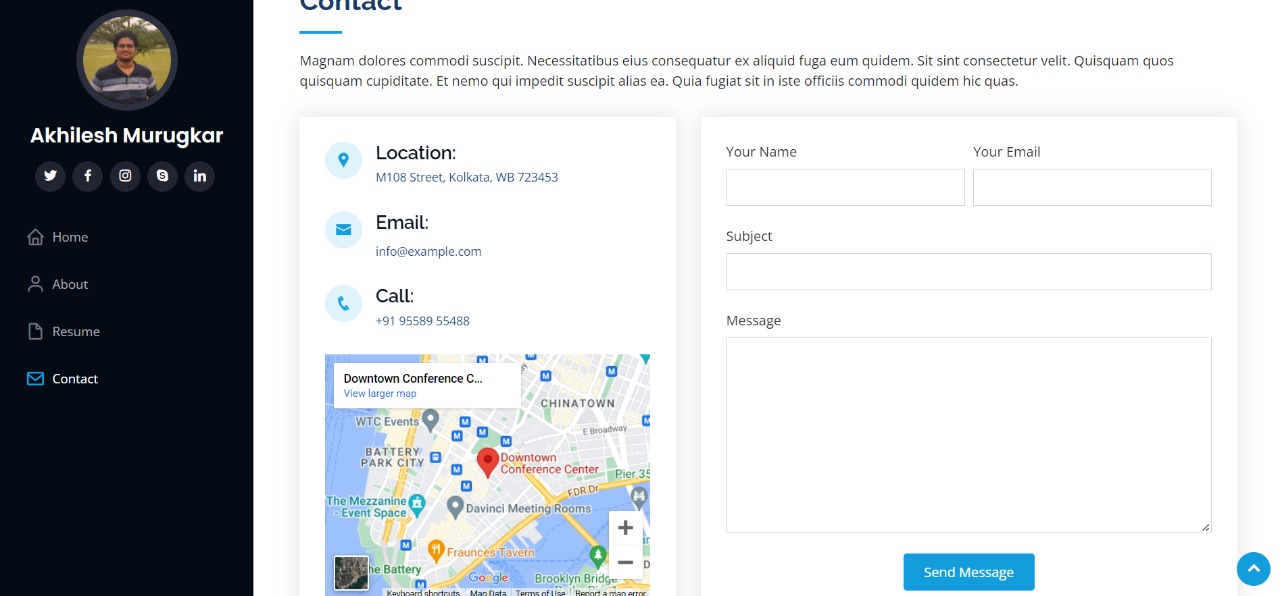 Contact
Akhilesh Murugkar
Home
About
Resume
Contact
Magnam dolores commodi suscipit. Necessitatibus eius consequatur ex aliquid fuga eum quidem. Sit sint consectetur velit. Quisquam quos
quisquam cupiditate. Et nemo qui impedit suscipit alias ea. Quia fugiat sit in iste officiis commodi quidem hic quas.
Location:
M108 Street, Kolkata, WB 723453
Email:
info@example.com
Call:
+91 95589 55488
Downtown Conference C...
View larger map
CHINATOWN
WTC Events
E Broadway
BATTERY
PARK CITY
Downtown
Conference Center
Pier 35
FDR Dr
The Mezzanine
- Event Space
Davinci Meeting Rooms
Fraunces Tavern
The Battery
Google
Brooklyn Bridge
Keyboard shortcuts
Map Data
Terms of Use
Report a map error
Your Name
Your Email
Subject
Message
Send Message